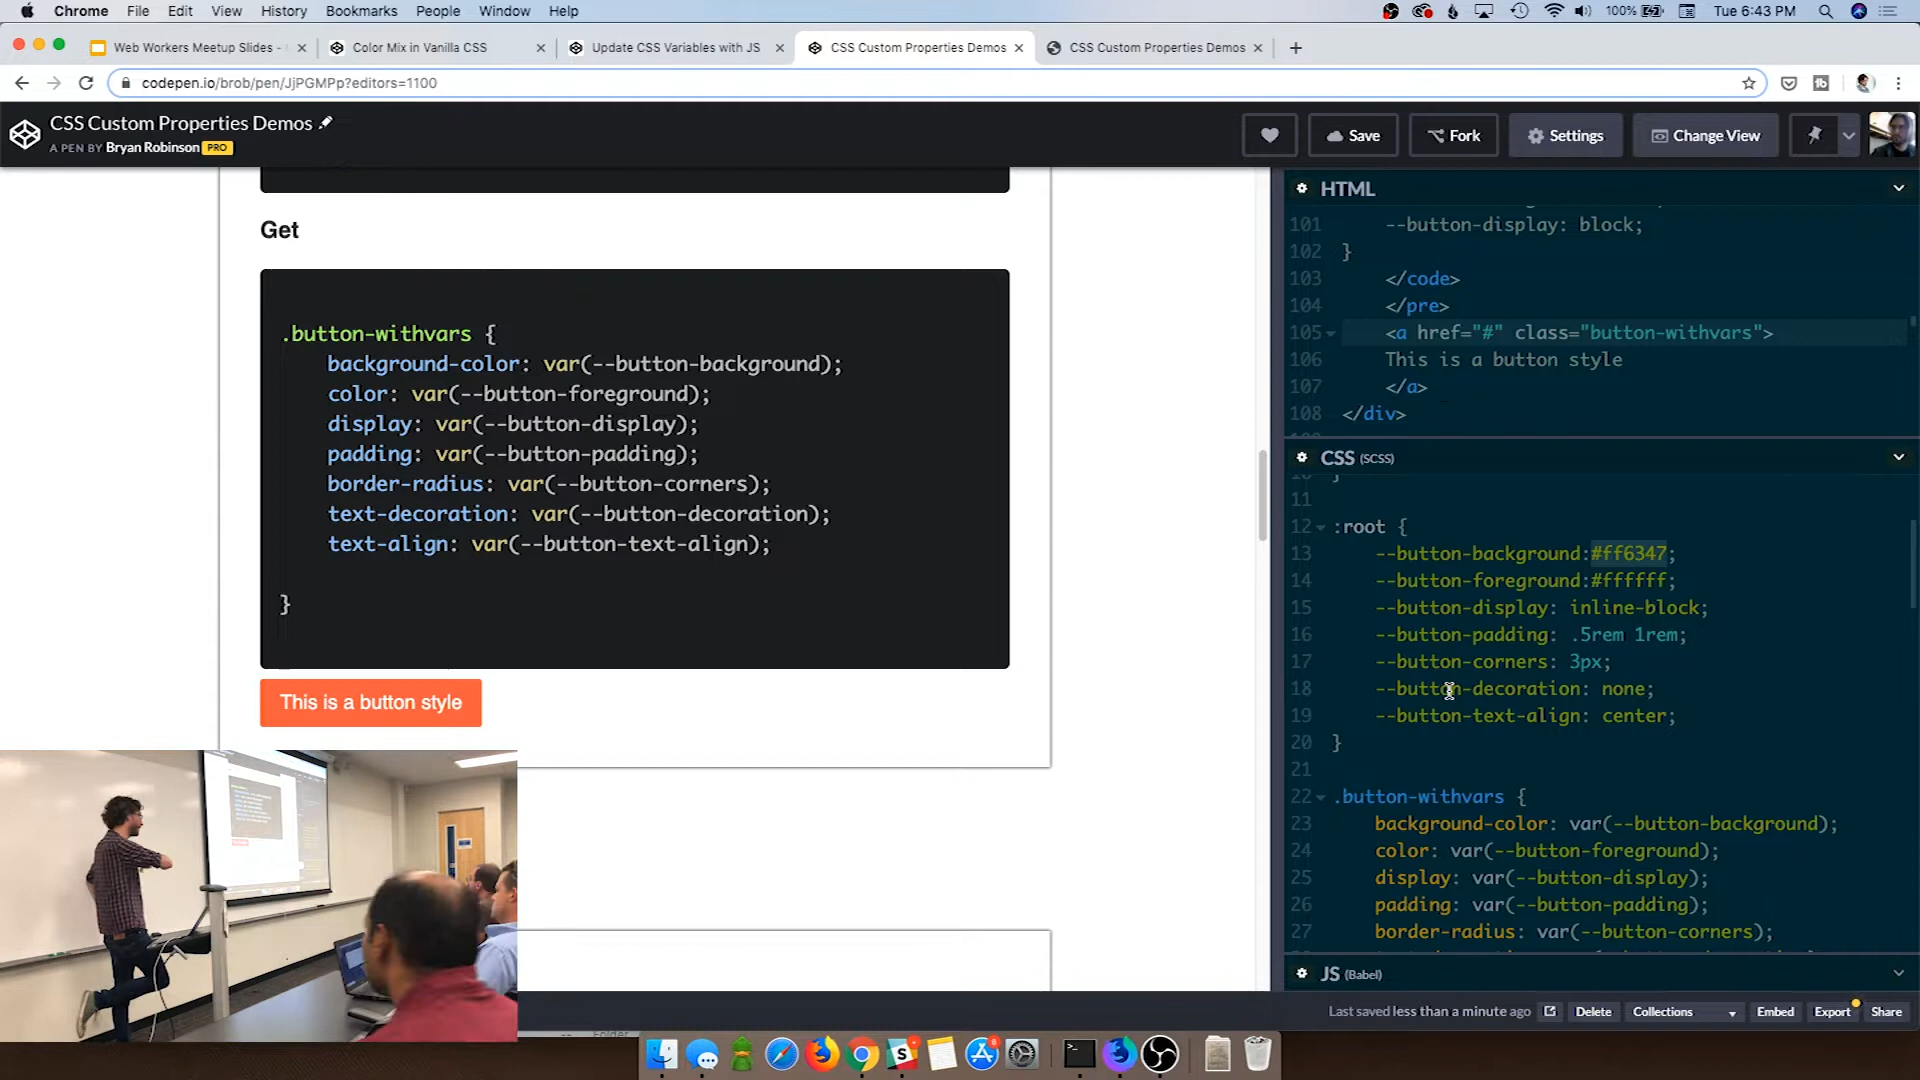 Chrome File Edit View History Bookmarks People Window Help
100% Tue 6:43 PM
Web Workers Meetup Slides -
Color Mix in Vanilla CSS
Update CSS Variables with JS
CSS Custom Properties Demos
CSS Custom Properties Demos
codepen.io/brob/pen/JjPGMPp?editors=1100
CSS Custom Properties Demos
A PEN BY Bryan Robinson PRO
Save
Fork
Settings
Change View
Get
.button-withvars {
background-color: var(--button-background);
color: var(--button-foreground);
display: var(--button-display);
padding: var(--button-padding);
border-radius: var(--button-corners);
text-decoration: var(--button-decoration);
text-align: var(--button-text-align);
}
This is a button style
HTML
101 --button-display: block;
102 }
103 </code>
104 </pre>
105 <a href="#" class="button-withvars">
106 This is a button style
107 </a>
108 </div>
CSS (SCSS)
11
12 :root {
13 --button-background:#ff6347;
14 --button-foreground:#ffffff;
15 --button-display: inline-block;
16 --button-padding: .5rem 1rem;
17 --button-corners: 3px;
18 --button-decoration: none;
19 --button-text-align: center;
20 }
21
22 .button-withvars {
23 background-color: var(--button-background);
24 color: var(--button-foreground);
25 display: var(--button-display);
26 padding: var(--button-padding);
27 border-radius: var(--button-corners);
JS (Babel)
Last saved less than a minute ago
Delete
Collections
Embed
Export
Share
Folder